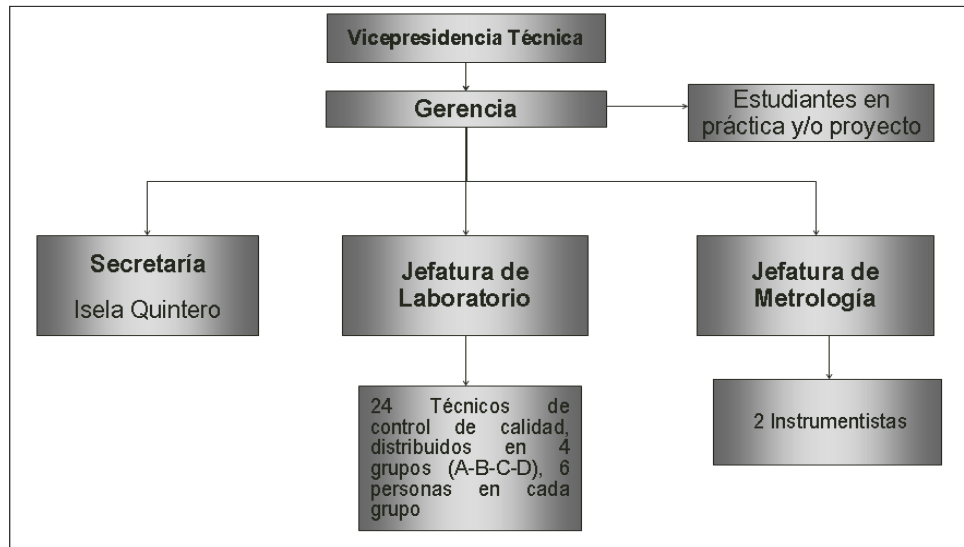 Vicepresidencia Técnica
Gerencia
Estudiantes en
práctica y/o proyecto
Secretaría
Isela Quintero
Jefatura de
Laboratorio
Jefatura de
Metrología
24 Técnicos de
control de calidad,
distribuidos en 4
grupos (A-B-C-D), 6
personas en cada
grupo
2 Instrumentistas